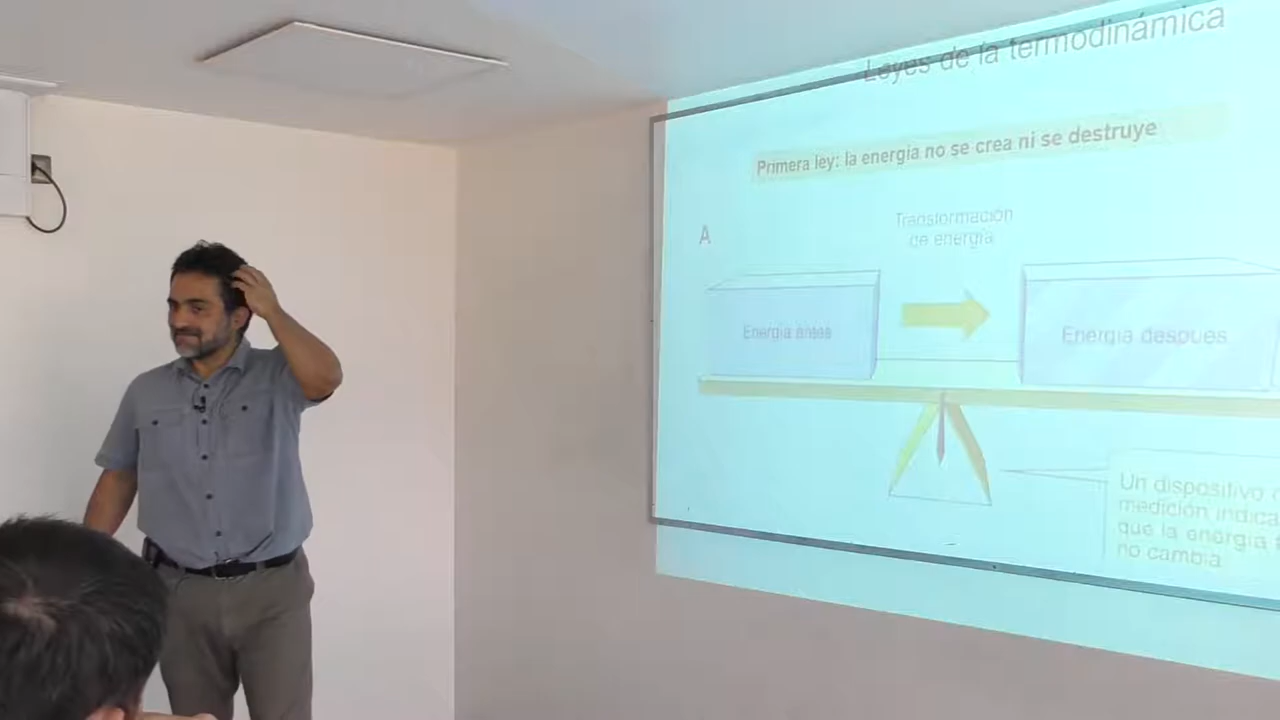 Leyes de la termodinámica
Primera ley: la energía no se crea ni se destruye
A
Transformación
de energía
Energía antes
Energía después
Un dispositivo
medición indica
que la energía
no cambia